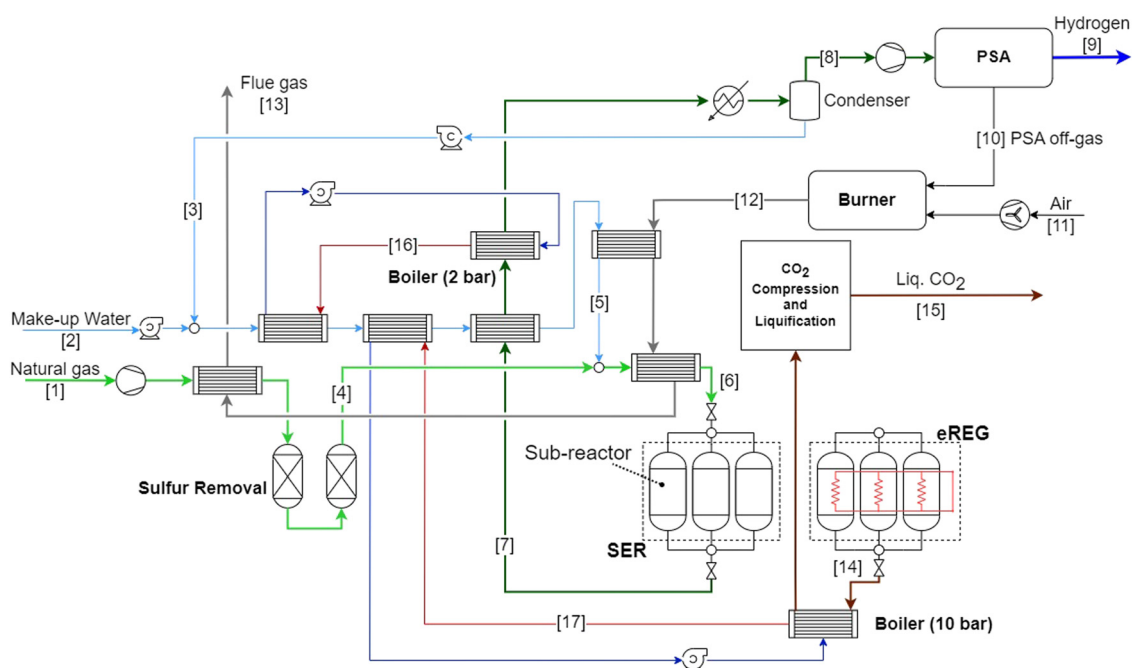 Hydrogen
[9]
[8]
PSA
Flue gas
[13]
Condenser
C
[10] PSA off-gas
[3]
C
[12]
Burner
Air
[11]
[16]
Boiler (2 bar)
CO2
Compression
and
Liquification
Liq. CO2
[15]
[5]
Make-up Water
[2]
C
Natural gas
[1]
[4]
[6]
eREG
Sub-reactor
Sulfur Removal
SER
[7]
[14]
[17]
Boiler (10 bar)
C